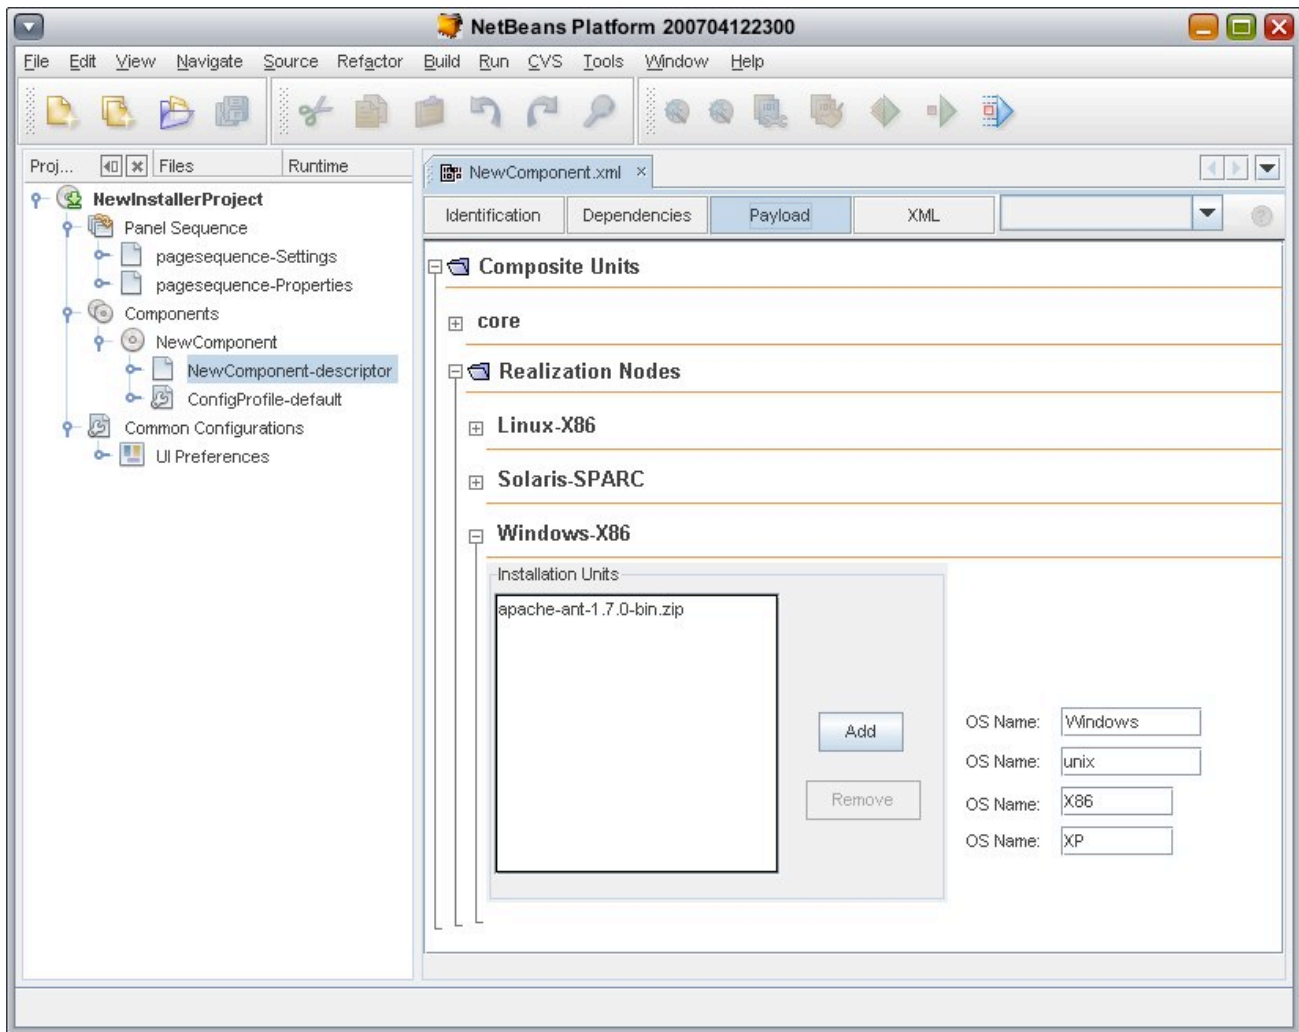 NetBeans Platform 200704122300
File Edit View Navigate Source Refactor Build Run CVS Tools Window Help
Proj... Files Runtime
NewInstallerProject
Panel Sequence
pagesequence-Settings
pagesequence-Properties
Components
NewComponent
NewComponent-descriptor
ConfigProfile-default
Common Configurations
UI Preferences
NewComponent.xml
Identification Dependencies Payload XML
Composite Units
core
Realization Nodes
Linux-X86
Solaris-SPARC
Windows-X86
Installation Units
apache-ant-1.7.0-bin.zip
Add
Remove
OS Name: Windows
OS Name: unix
OS Name: X86
OS Name: XP